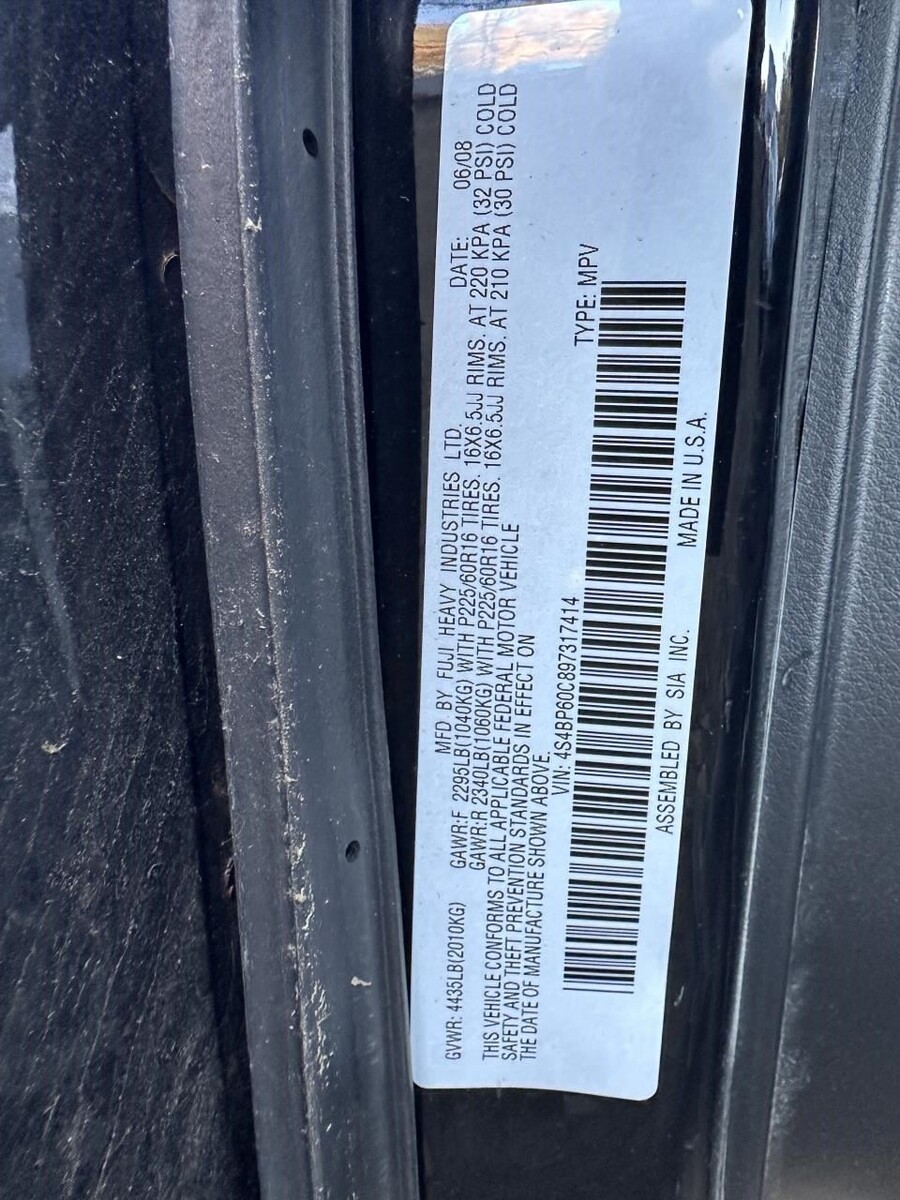 MFD. BY FUJI HEAVY INDUSTRIES LTD. DATE: 06/08
GVWR: 4435LB(2010KG) GAWR:F 2295LB(1040KG) WITH P225/60R16 TIRES. 16X6.5JJ RIMS. AT 220 KPA (32 PSI) COLD
GAWR:R 2340LB(1060KG) WITH P225/60R16 TIRES. 16X6.5JJ RIMS. AT 210 KPA (30 PSI) COLD
THIS VEHICLE CONFORMS TO ALL APPLICABLE FEDERAL MOTOR VEHICLE
SAFETY AND THEFT PREVENTION STANDARDS IN EFFECT ON
THE DATE OF MANUFACTURE SHOWN ABOVE.
VIN: 4S4BP60C897317414 TYPE: MPV
ASSEMBLED BY SIA INC. MADE IN U.S.A.